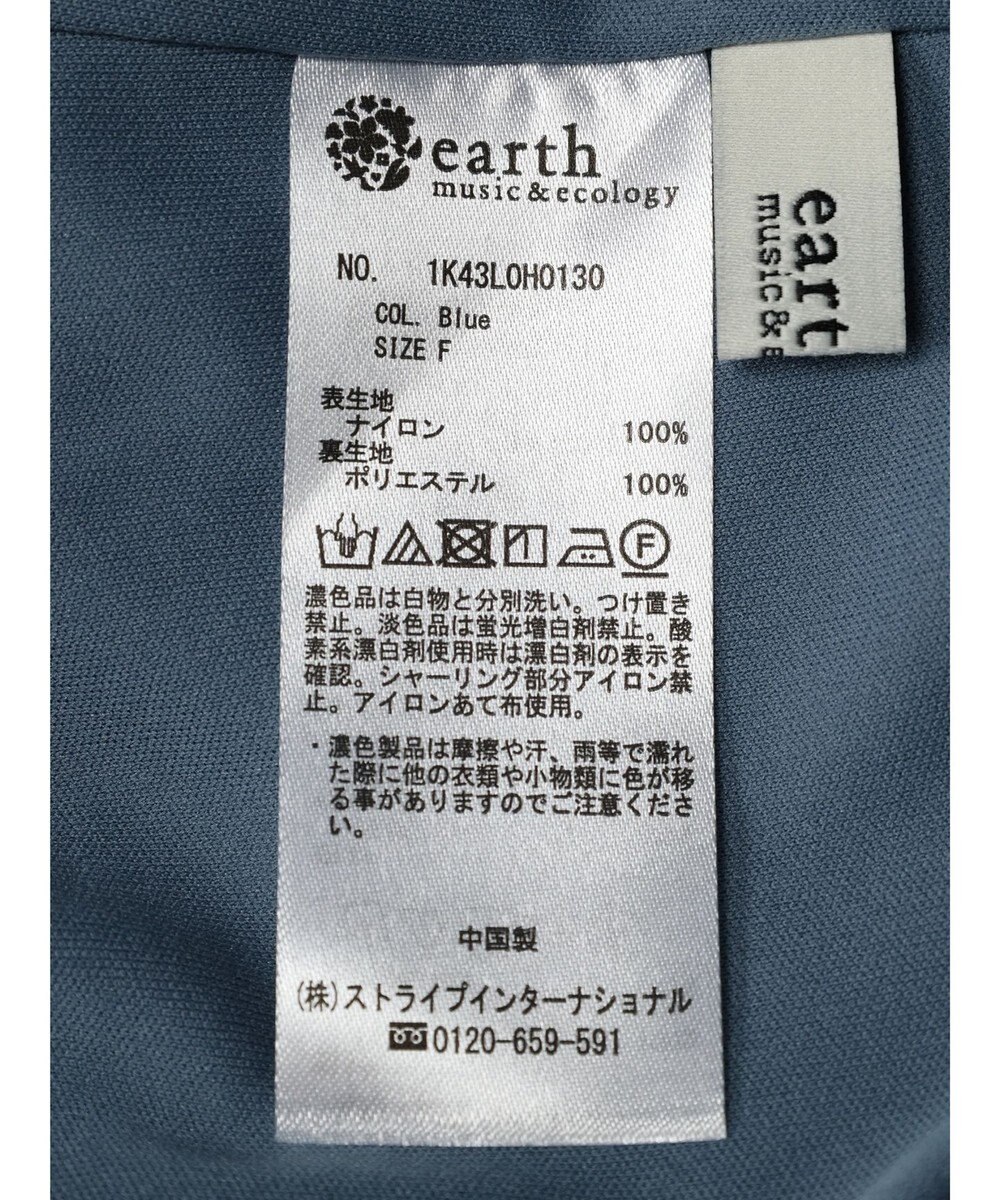 earth
music&ecology
NO. 1K43L0H0130
COL. Blue
SIZE F
表生地
ナイロン 100%
裏生地
ポリエステル 100%
F
濃色品は白物と分別洗い。つけ置き
禁止。淡色品は蛍光増白剤禁止。酸
素系漂白剤使用時は漂白剤の表示を
確認。シャーリング部分アイロン禁
止。アイロンあて布使用。
・濃色製品は摩擦や汗、雨等で濡れ
た際に他の衣類や小物類に色が移
る事がありますのでご注意くださ
い。
中国製
(株)ストライプインターナショナル
0120-659-591
eart
music&